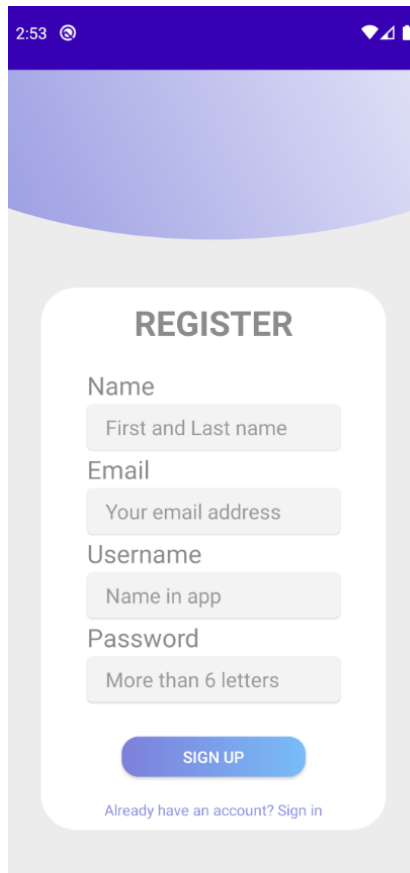 2:53
REGISTER
Name
First and Last name
Email
Your email address
Username
Name in app
Password
More than 6 letters
SIGN UP
Already have an account? Sign in